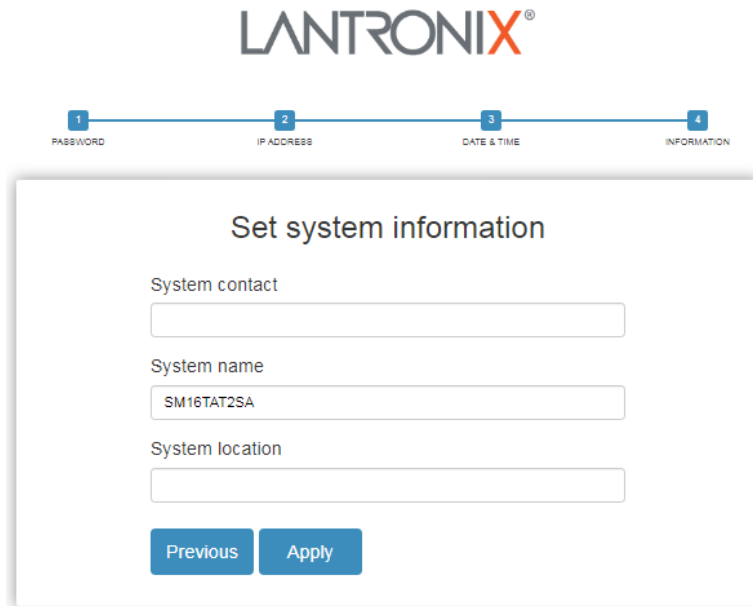 LANTRONIX®
1 2 3 4
PASSWORD IP ADDRESS DATE & TIME INFORMATION
Set system information
System contact
System name
SM16TAT2SA
System location
Previous Apply